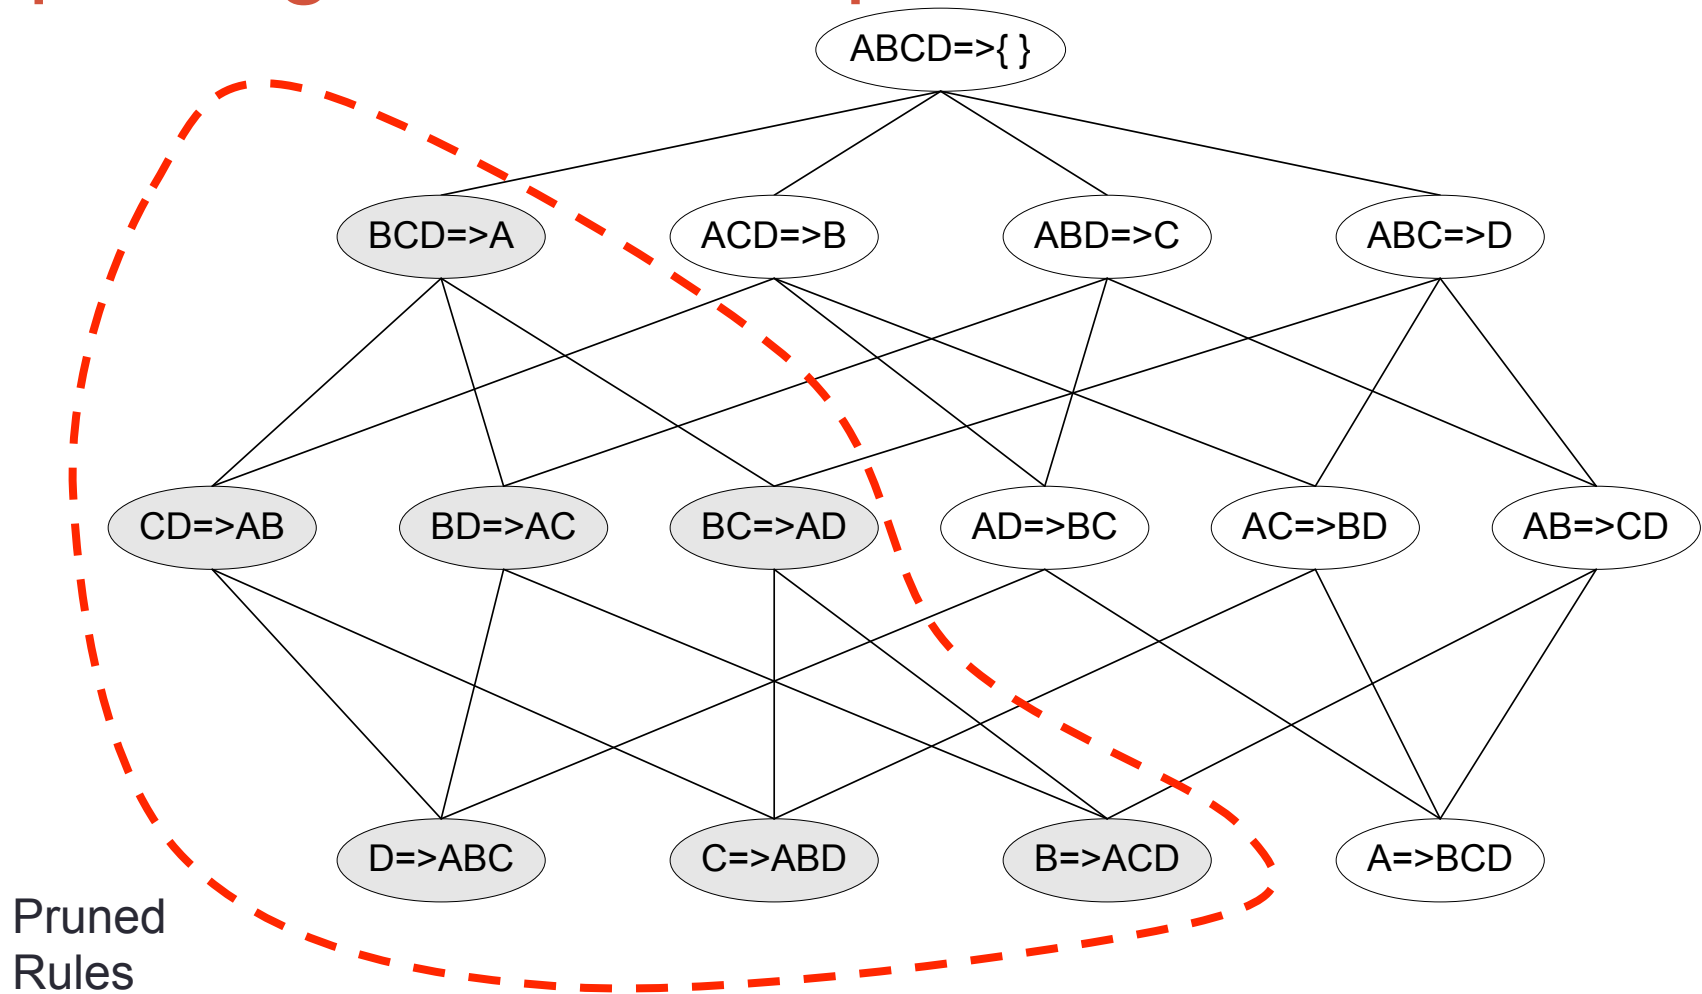 ABCD=>{ }
BCD=>A
ACD=>B
ABD=>C
ABC=>D
CD=>AB
BD=>AC
BC=>AD
AD=>BC
AC=>BD
AB=>CD
D=>ABC
C=>ABD
B=>ACD
A=>BCD
Pruned
Rules